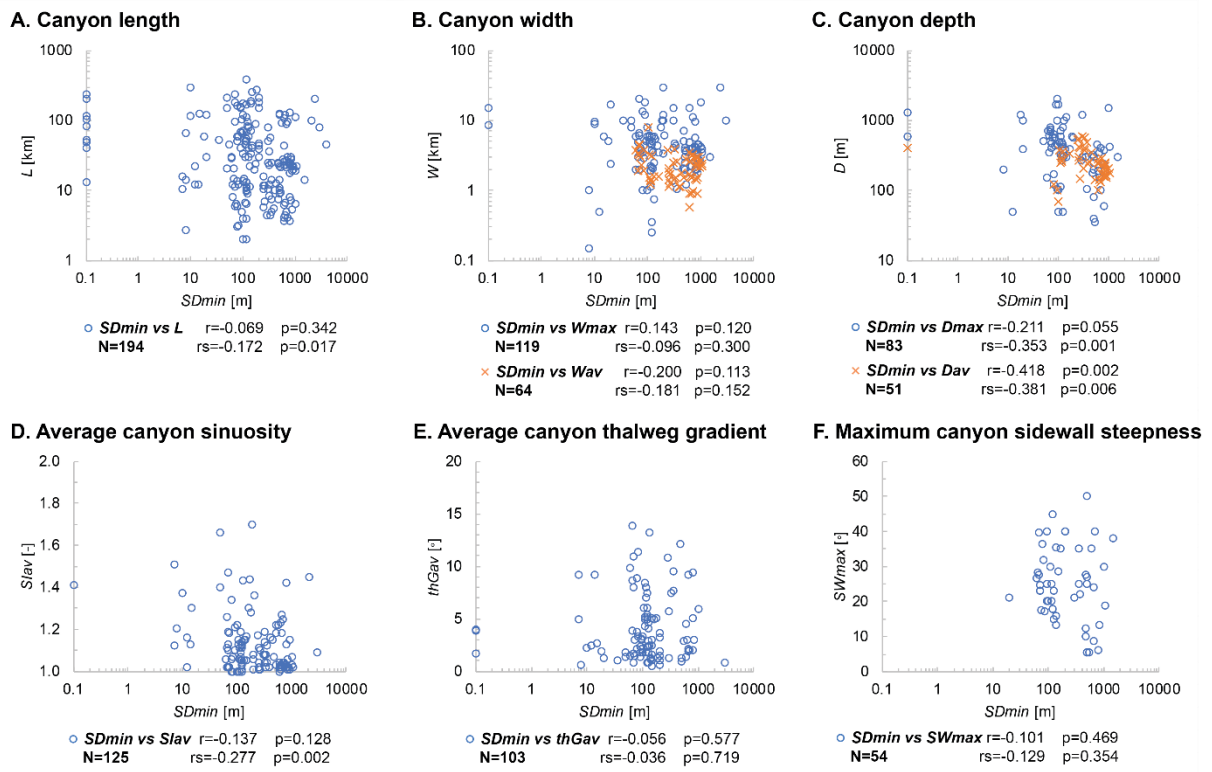 A. Canyon length
1000
100
10
1
L [km]
0.1 1 10 100 1000 10000
SDmin [m]
SDmin vs L r=-0.069 p=0.342
N=194 rs=-0.172 p=0.017
B. Canyon width
100
10
1
0.1
W [km]
0.1 1 10 100 1000 10000
SDmin [m]
SDmin vs Wmax r=0.143 p=0.120
N=119 rs=-0.096 p=0.300
SDmin vs Wav r=-0.200 p=0.113
N=64 rs=-0.181 p=0.152
C. Canyon depth
10000
1000
100
10
D [m]
0.1 1 10 100 1000 10000
SDmin [m]
SDmin vs Dmax r=-0.211 p=0.055
N=83 rs=-0.353 p=0.001
SDmin vs Dav r=-0.418 p=0.002
N=51 rs=-0.381 p=0.006
D. Average canyon sinuosity
2.0
1.8
1.6
1.4
1.2
1.0
SIav [-]
0.1 1 10 100 1000 10000
SDmin [m]
SDmin vs SIav r=-0.137 p=0.128
N=125 rs=-0.277 p=0.002
E. Average canyon thalweg gradient
20
15
10
5
0
thGav [°]
0.1 1 10 100 1000 10000
SDmin [m]
SDmin vs thGav r=-0.056 p=0.577
N=103 rs=-0.036 p=0.719
F. Maximum canyon sidewall steepness
60
50
40
30
20
10
0
SWmax [°]
0.1 1 10 100 1000 10000
SDmin [m]
SDmin vs SWmax r=-0.101 p=0.469
N=54 rs=-0.129 p=0.354